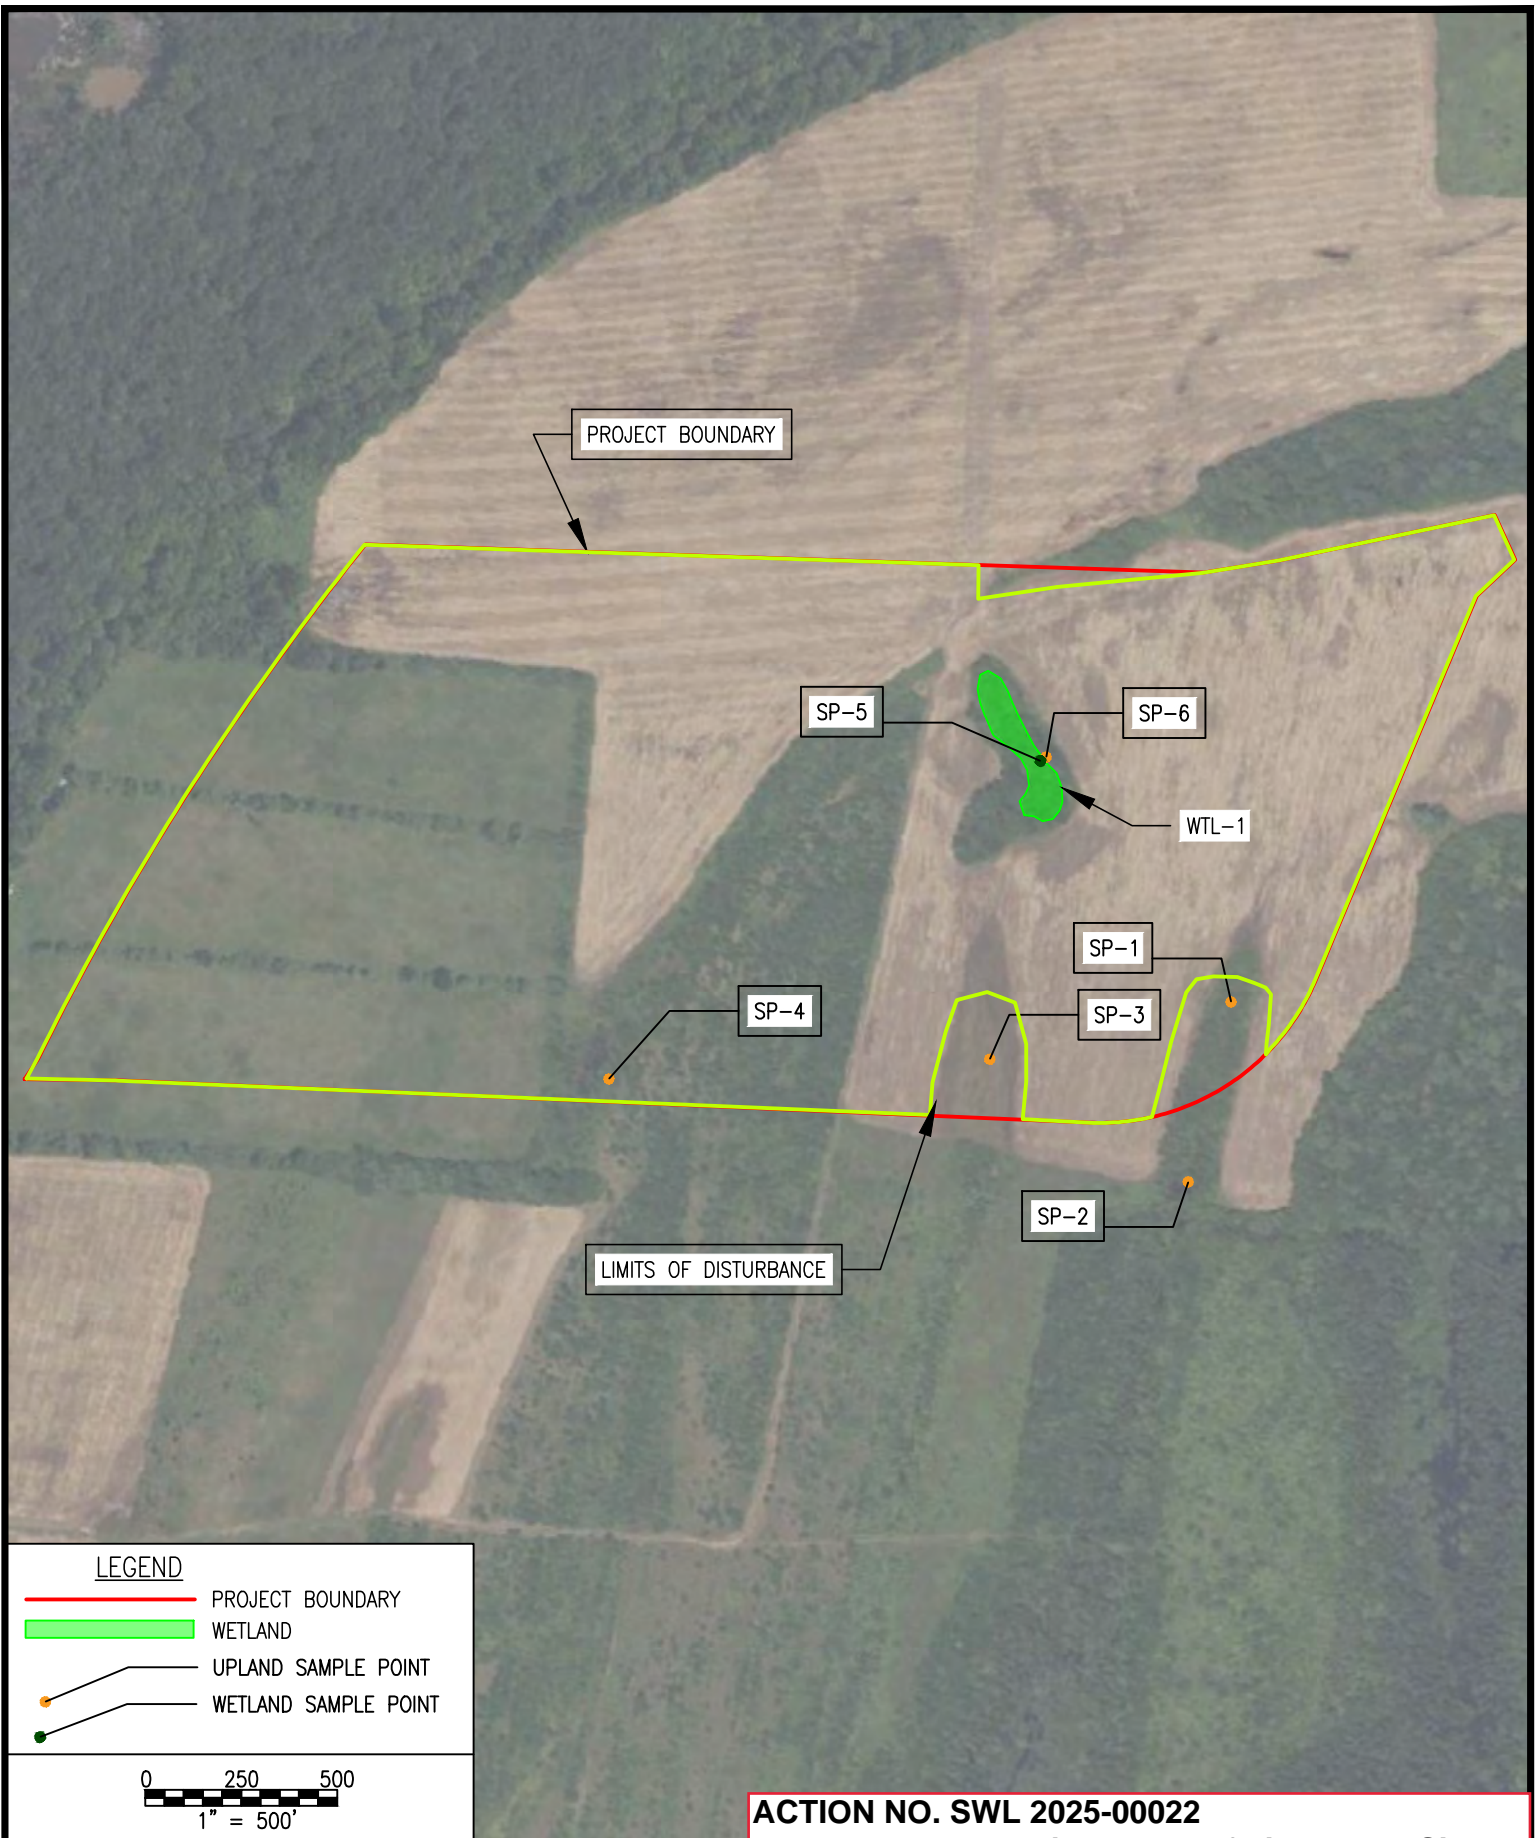 PROJECT BOUNDARY
SP-5
SP-6
WTL-1
SP-1
SP-4
SP-3
SP-2
LIMITS OF DISTURBANCE
LEGEND
PROJECT BOUNDARY
WETLAND
UPLAND SAMPLE POINT
WETLAND SAMPLE POINT
0 250 500
1" = 500'
ACTION NO. SWL 2025-00022